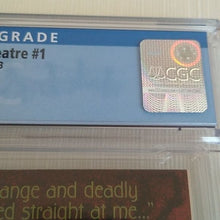 GRADE
eatre #1
3
CGC
ange and deadly
ed straight at me..."